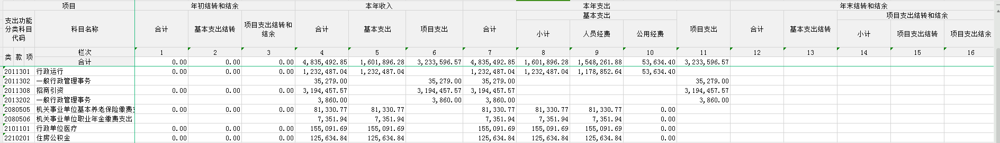 项目 年初结转和结余 本年收入 本年支出 年末结转和结余
支出功能分类科目代码 科目名称 合计 基本支出结转 项目支出结转和结余 合计 基本支出 项目支出 合计 基本支出 项目支出 合计 基本支出结转 项目支出结转和结余
小计 人员经费 公用经费 小计 项目支出结转 项目支出结余
类 款 项 栏次 1 2 3 4 5 6 7 8 9 10 11 12 13 14 15 16
合计 0.00 0.00 0.00 4,835,492.85 1,601,896.28 3,233,596.57 4,835,492.85 1,601,896.28 1,548,261.88 53,634.40 3,233,596.57
2011301 行政运行 0.00 0.00 0.00 1,232,487.04 1,232,487.04 1,232,487.04 1,232,487.04 1,178,852.64 53,634.40
2011302 一般行政管理事务 35,279.00 35,279.00 35,279.00 35,279.00
2011308 招商引资 0.00 0.00 0.00 3,194,457.57 3,194,457.57 3,194,457.57 3,194,457.57
2013202 一般行政管理事务 3,860.00 3,860.00 3,860.00 3,860.00
2080505 机关事业单位基本养老保险缴费 0.00 0.00 0.00 81,330.77 81,330.77 81,330.77 81,330.77 81,330.77 0.00
2080506 机关事业单位职业年金缴费支出 7,351.94 7,351.94 7,351.94 7,351.94 7,351.94 0.00
2101101 行政单位医疗 0.00 0.00 0.00 155,091.69 155,091.69 155,091.69 155,091.69 155,091.69 0.00
2210201 住房公积金 0.00 0.00 0.00 125,634.84 125,634.84 125,634.84 125,634.84 125,634.84 0.00